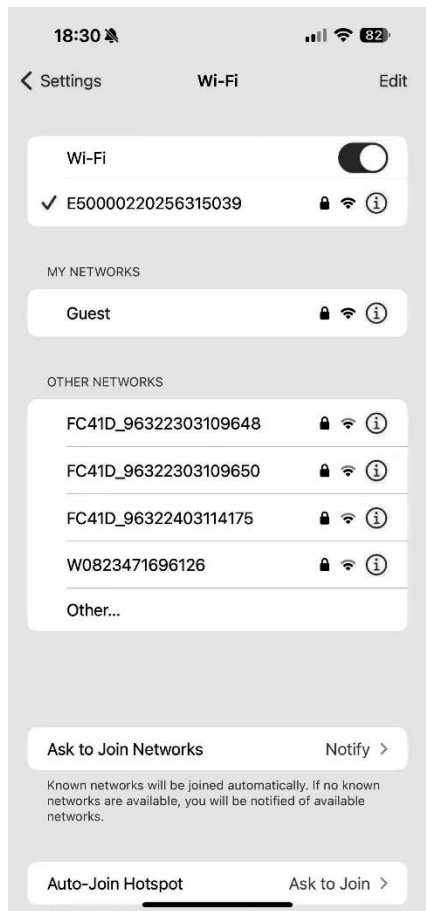 18:30 82
Settings Wi-Fi Edit
Wi-Fi
E50000220256315039
MY NETWORKS
Guest
OTHER NETWORKS
FC41D_96322303109648
FC41D_96322303109650
FC41D_96322403114175
W0823471696126
Other...
Ask to Join Networks Notify
Known networks will be joined automatically. If no known
networks are available, you will be notified of available
networks.
Auto-Join Hotspot Ask to Join